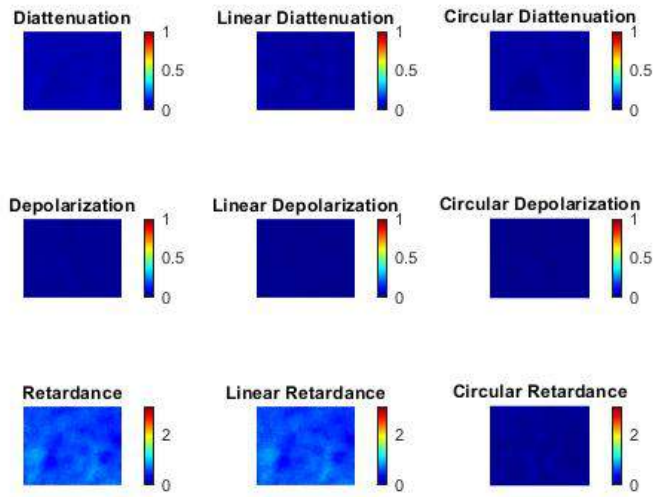 Diattenuation
1
0.5
0
Linear Diattenuation
1
0.5
0
Circular Diattenuation
1
0.5
0
Depolarization
1
0.5
0
Linear Depolarization
1
0.5
0
Circular Depolarization
1
0.5
0
Retardance
2
0
Linear Retardance
2
0
Circular Retardance
2
0